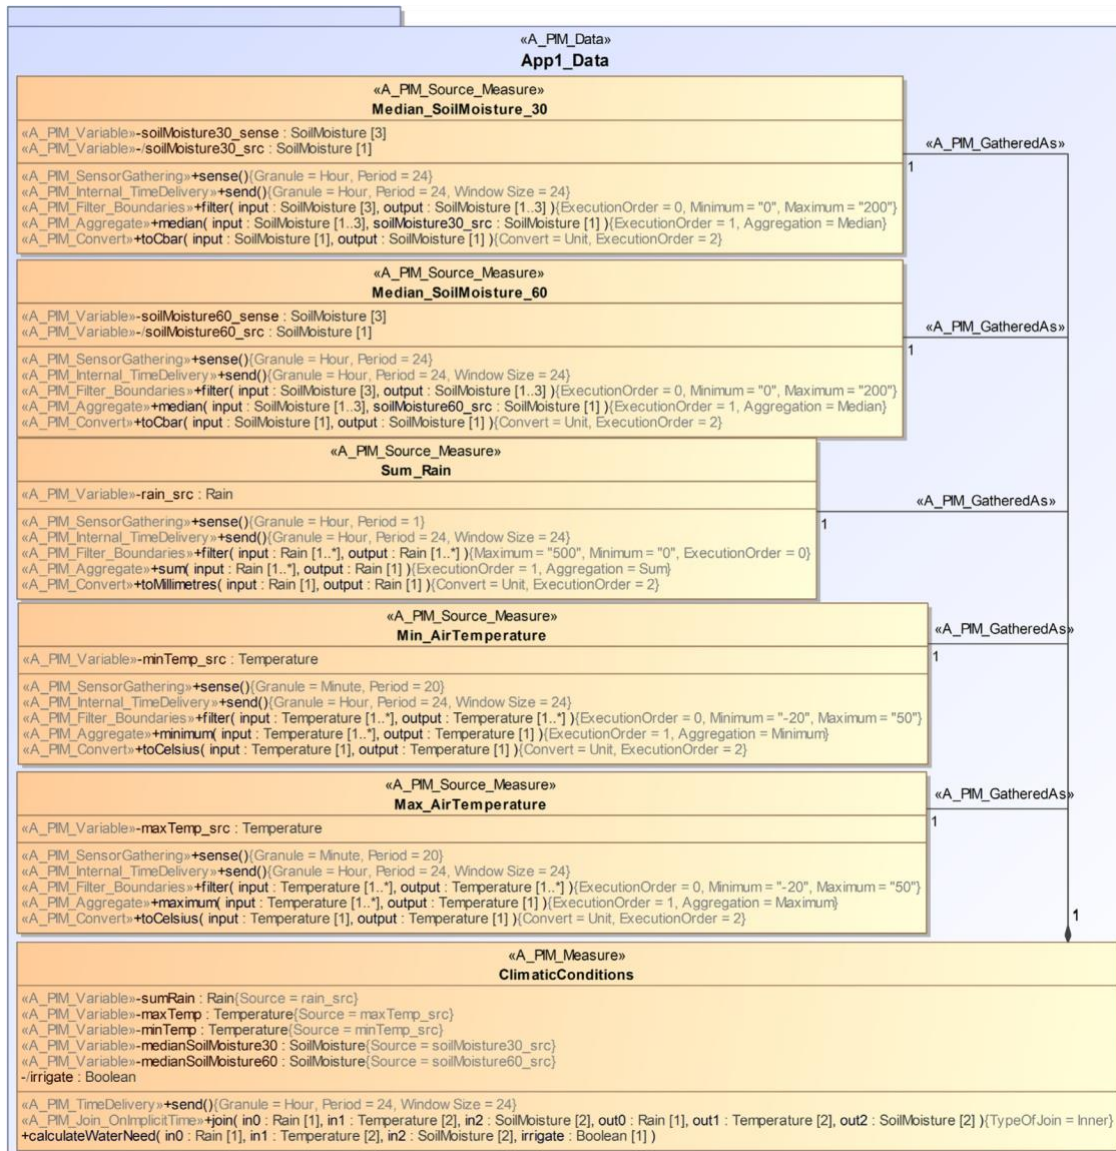 «A_PIM_Data»
App1_Data
«A_PIM_Source_Measure»
Median_SoilMoisture_30
«A_PIM_Variable»-soilMoisture30_sense : SoilMoisture [3]
«A_PIM_Variable»-/soilMoisture30_src : SoilMoisture [1]
«A_PIM_GatheredAs»
1
«A_PIM_SensorGathering»+sense(){Granule = Hour, Period = 24}
«A_PIM_Internal_TimeDelivery»+send(){Granule = Hour, Period = 24, Window Size = 24}
«A_PIM_Filter_Boundaries»+filter( input : SoilMoisture [3], output : SoilMoisture [1..3] ){ExecutionOrder = 0, Minimum = "0", Maximum = "200"}
«A_PIM_Aggregate»+median( input : SoilMoisture [1..3], soilMoisture30_src : SoilMoisture [1] ){ExecutionOrder = 1, Aggregation = Median}
«A_PIM_Convert»+toCbar( input : SoilMoisture [1], output : SoilMoisture [1] ){Convert = Unit, ExecutionOrder = 2}
«A_PIM_Source_Measure»
Median_SoilMoisture_60
«A_PIM_Variable»-soilMoisture60_sense : SoilMoisture [3]
«A_PIM_Variable»-/soilMoisture60_src : SoilMoisture [1]
«A_PIM_GatheredAs»
1
«A_PIM_SensorGathering»+sense(){Granule = Hour, Period = 24}
«A_PIM_Internal_TimeDelivery»+send(){Granule = Hour, Period = 24, Window Size = 24}
«A_PIM_Filter_Boundaries»+filter( input : SoilMoisture [3], output : SoilMoisture [1..3] ){ExecutionOrder = 0, Minimum = "0", Maximum = "200"}
«A_PIM_Aggregate»+median( input : SoilMoisture [1..3], soilMoisture60_src : SoilMoisture [1] ){ExecutionOrder = 1, Aggregation = Median}
«A_PIM_Convert»+toCbar( input : SoilMoisture [1], output : SoilMoisture [1] ){Convert = Unit, ExecutionOrder = 2}
«A_PIM_Source_Measure»
Sum_Rain
«A_PIM_Variable»-rain_src : Rain
«A_PIM_GatheredAs»
1
«A_PIM_SensorGathering»+sense(){Granule = Hour, Period = 1}
«A_PIM_Internal_TimeDelivery»+send(){Granule = Hour, Period = 24, Window Size = 24}
«A_PIM_Filter_Boundaries»+filter( input : Rain [1..*], output : Rain [1..*] ){Maximum = "500", Minimum = "0", ExecutionOrder = 0}
«A_PIM_Aggregate»+sum( input : Rain [1..*], output : Rain [1] ){ExecutionOrder = 1, Aggregation = Sum}
«A_PIM_Convert»+toMillimetres( input : Rain [1], output : Rain [1] ){Convert = Unit, ExecutionOrder = 2}
«A_PIM_Source_Measure»
Min_AirTemperature
«A_PIM_GatheredAs»
1
«A_PIM_Variable»-minTemp_src : Temperature
«A_PIM_SensorGathering»+sense(){Granule = Minute, Period = 20}
«A_PIM_Internal_TimeDelivery»+send(){Granule = Hour, Period = 24, Window Size = 24}
«A_PIM_Filter_Boundaries»+filter( input : Temperature [1..*], output : Temperature [1..*] ){ExecutionOrder = 0, Minimum = "-20", Maximum = "50"}
«A_PIM_Aggregate»+minimum( input : Temperature [1..*], output : Temperature [1] ){ExecutionOrder = 1, Aggregation = Minimum}
«A_PIM_Convert»+toCelsius( input : Temperature [1], output : Temperature [1] ){Convert = Unit, ExecutionOrder = 2}
«A_PIM_Source_Measure»
Max_AirTemperature
«A_PIM_GatheredAs»
1
«A_PIM_Variable»-maxTemp_src : Temperature
«A_PIM_SensorGathering»+sense(){Granule = Minute, Period = 20}
«A_PIM_Internal_TimeDelivery»+send(){Granule = Hour, Period = 24, Window Size = 24}
«A_PIM_Filter_Boundaries»+filter( input : Temperature [1..*], output : Temperature [1..*] ){ExecutionOrder = 0, Minimum = "-20", Maximum = "50"}
«A_PIM_Aggregate»+maximum( input : Temperature [1..*], output : Temperature [1] ){ExecutionOrder = 1, Aggregation = Maximum}
«A_PIM_Convert»+toCelsius( input : Temperature [1], output : Temperature [1] ){Convert = Unit, ExecutionOrder = 2}
1
«A_PIM_Measure»
ClimaticConditions
«A_PIM_Variable»-sumRain : Rain{Source = rain_src}
«A_PIM_Variable»-maxTemp : Temperature{Source = maxTemp_src}
«A_PIM_Variable»-minTemp : Temperature{Source = minTemp_src}
«A_PIM_Variable»-medianSoilMoisture30 : SoilMoisture{Source = soilMoisture30_src}
«A_PIM_Variable»-medianSoilMoisture60 : SoilMoisture{Source = soilMoisture60_src}
-/irrigate : Boolean
«A_PIM_TimeDelivery»+send(){Granule = Hour, Period = 24, Window Size = 24}
«A_PIM_Join_OnImplicitTime»+join( in0 : Rain [1], in1 : Temperature [2], in2 : SoilMoisture [2], out0 : Rain [1], out1 : Temperature [2], out2 : SoilMoisture [2] ){TypeOfJoin = Inner}
+calculateWaterNeed( in0 : Rain [1], in1 : Temperature [2], in2 : SoilMoisture [2], irrigate : Boolean [1] )